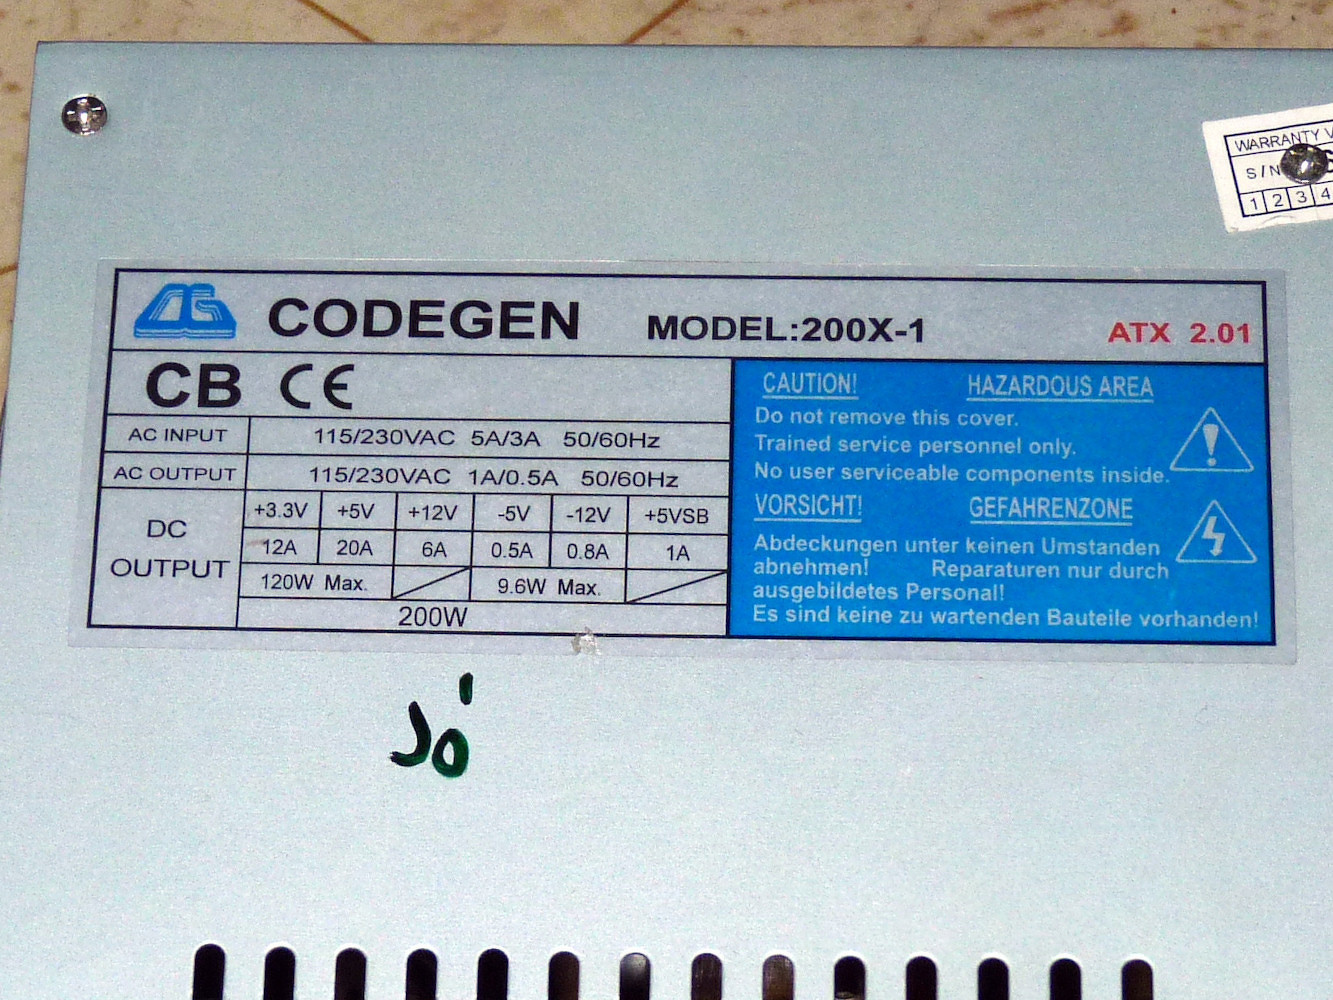 WARRANTY V
S/N
1 2 3 4
CODEGEN MODEL:200X-1 ATX 2.01
CB CE
AC INPUT 115/230VAC 5A/3A 50/60Hz
AC OUTPUT 115/230VAC 1A/0.5A 50/60Hz
DC OUTPUT
+3.3V +5V +12V -5V -12V +5VSB
12A 20A 6A 0.5A 0.8A 1A
120W Max. 9.6W Max.
200W
CAUTION! HAZARDOUS AREA
Do not remove this cover.
Trained service personnel only.
No user serviceable components inside.
VORSICHT! GEFAHRENZONE
Abdeckungen unter keinen Umstanden
abnehmen! Reparaturen nur durch
ausgebildetes Personal!
Es sind keine zu wartenden Bauteile vorhanden!
Jó